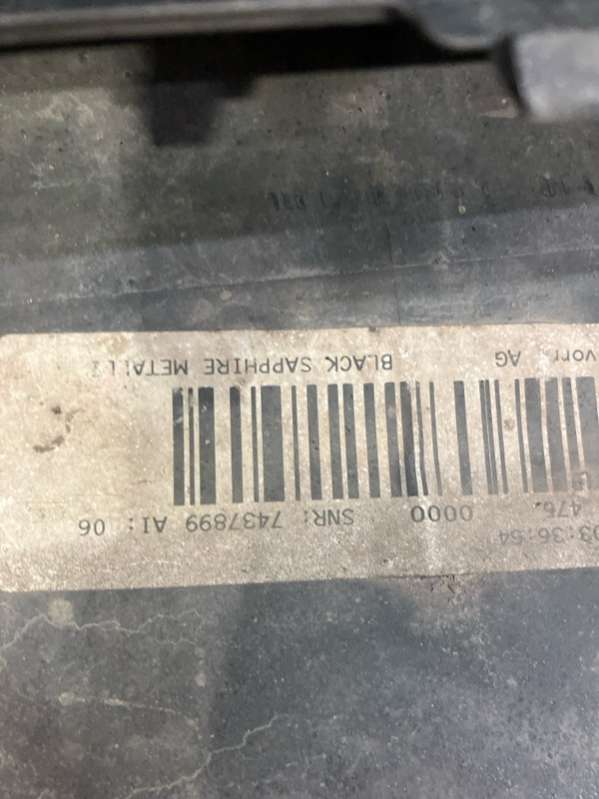 03:36:54
476. 0000 SNR: 7437899 AI: 06
AG BLACK SAPPHIRE METALLI